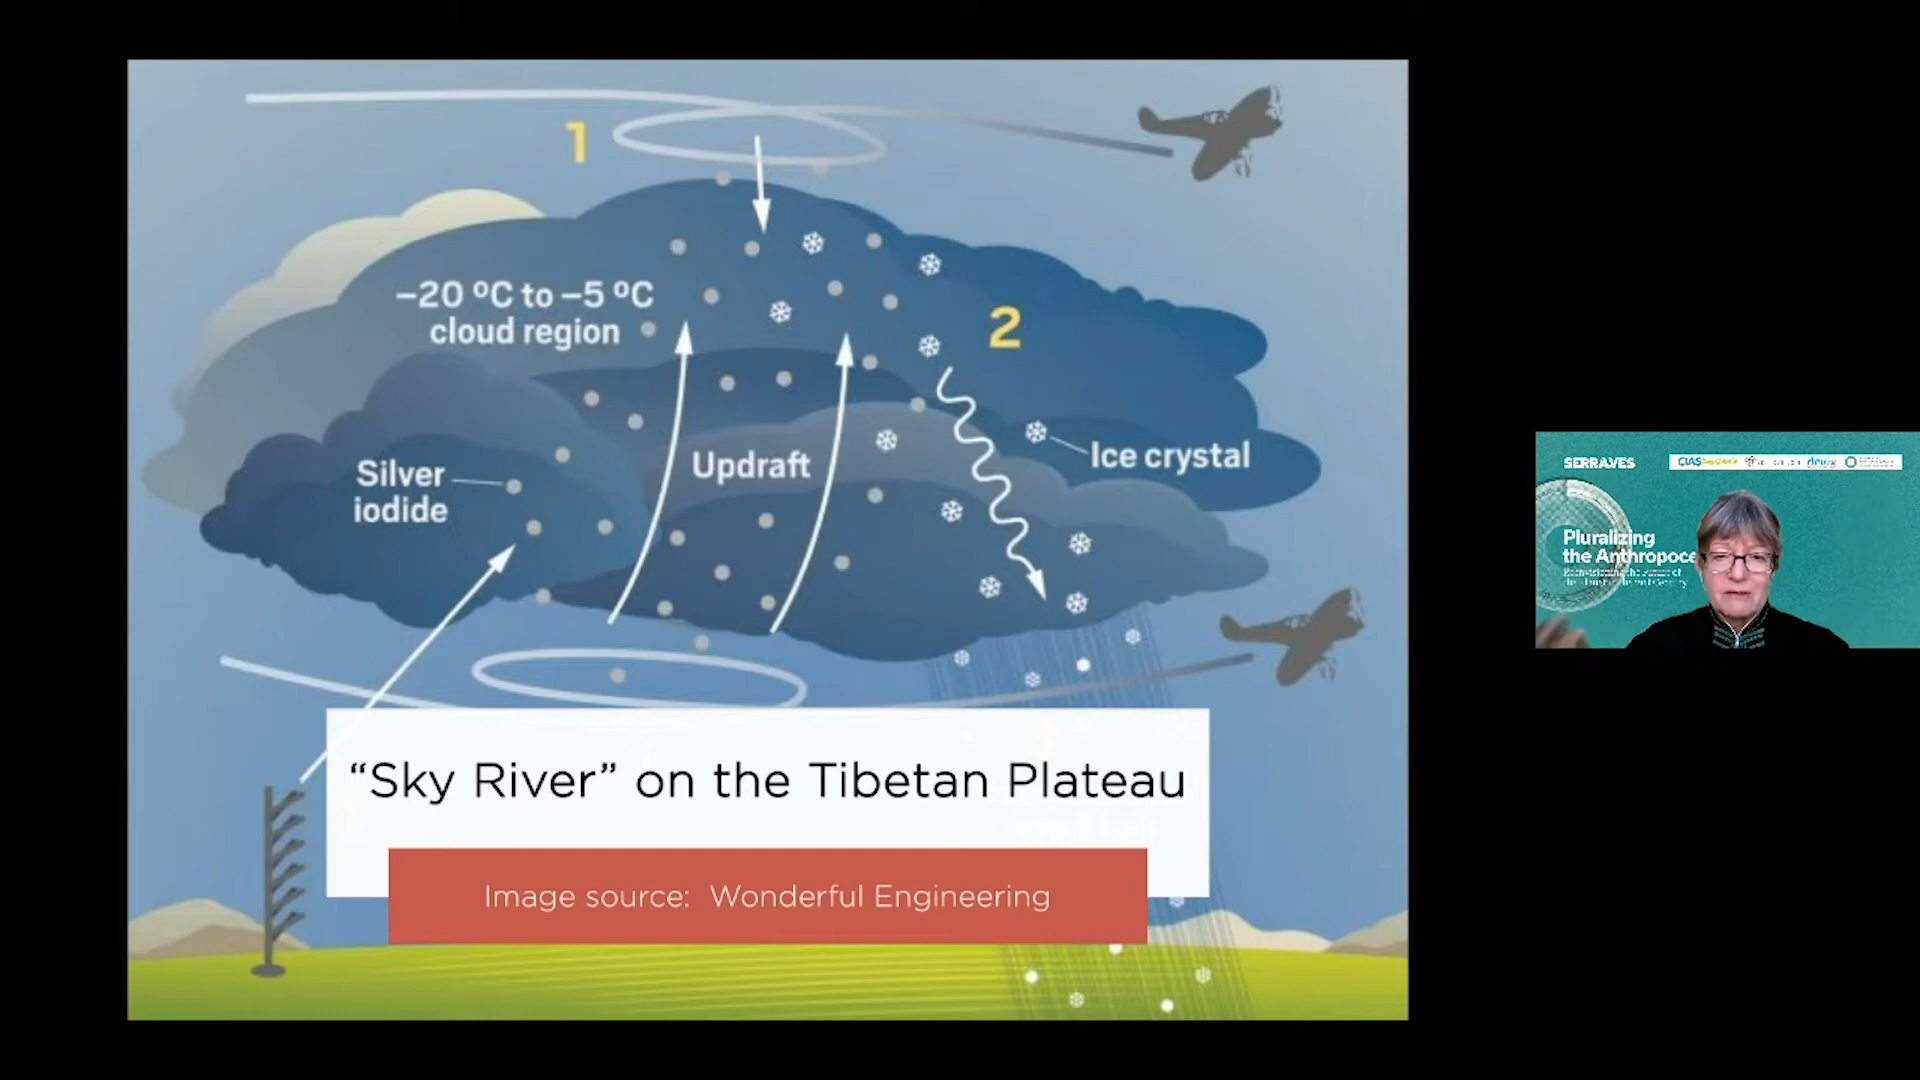 1
−20 ºC to −5 ºC
cloud region
2
Silver
iodide
Updraft
Ice crystal
“Sky River” on the Tibetan Plateau
Image source: Wonderful Engineering
SERRAVES
Pluralizing
the Anthropoce